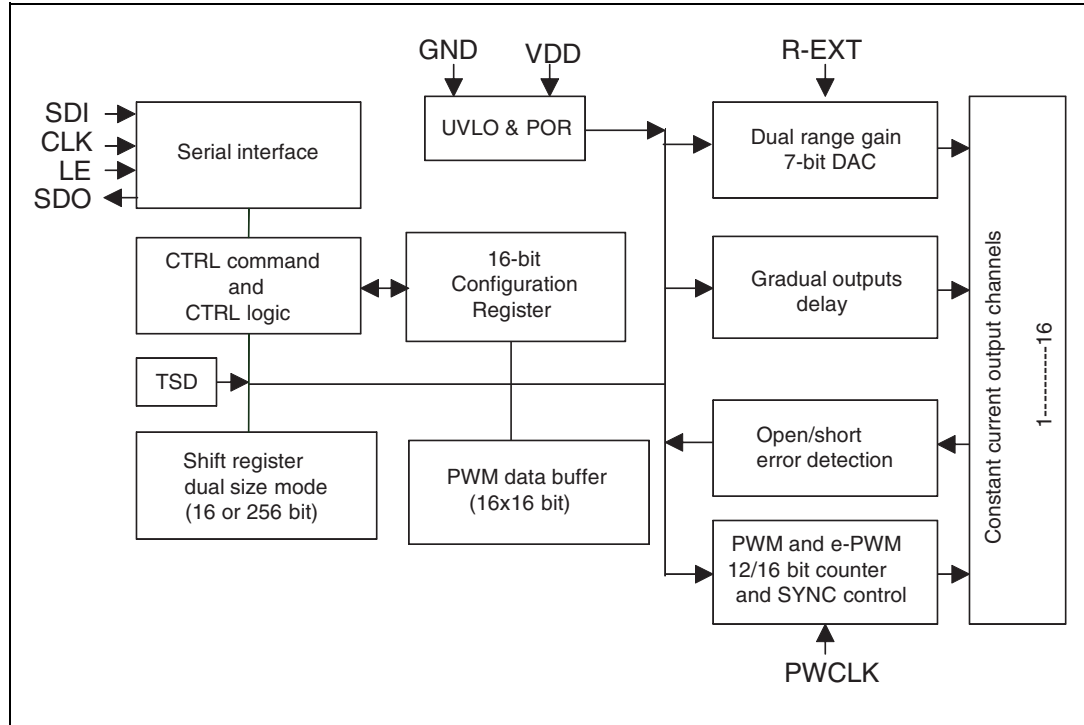 GND
VDD
R-EXT
SDI
CLK
LE
SDO
Serial interface
UVLO & POR
Dual range gain
7-bit DAC
CTRL command
and
CTRL logic
16-bit
Configuration
Register
Gradual outputs
delay
TSD
Shift register
dual size mode
(16 or 256 bit)
PWM data buffer
(16x16 bit)
Open/short
error detection
PWM and e-PWM
12/16 bit counter
and SYNC control
PWCLK
Constant current output channels
1------------16